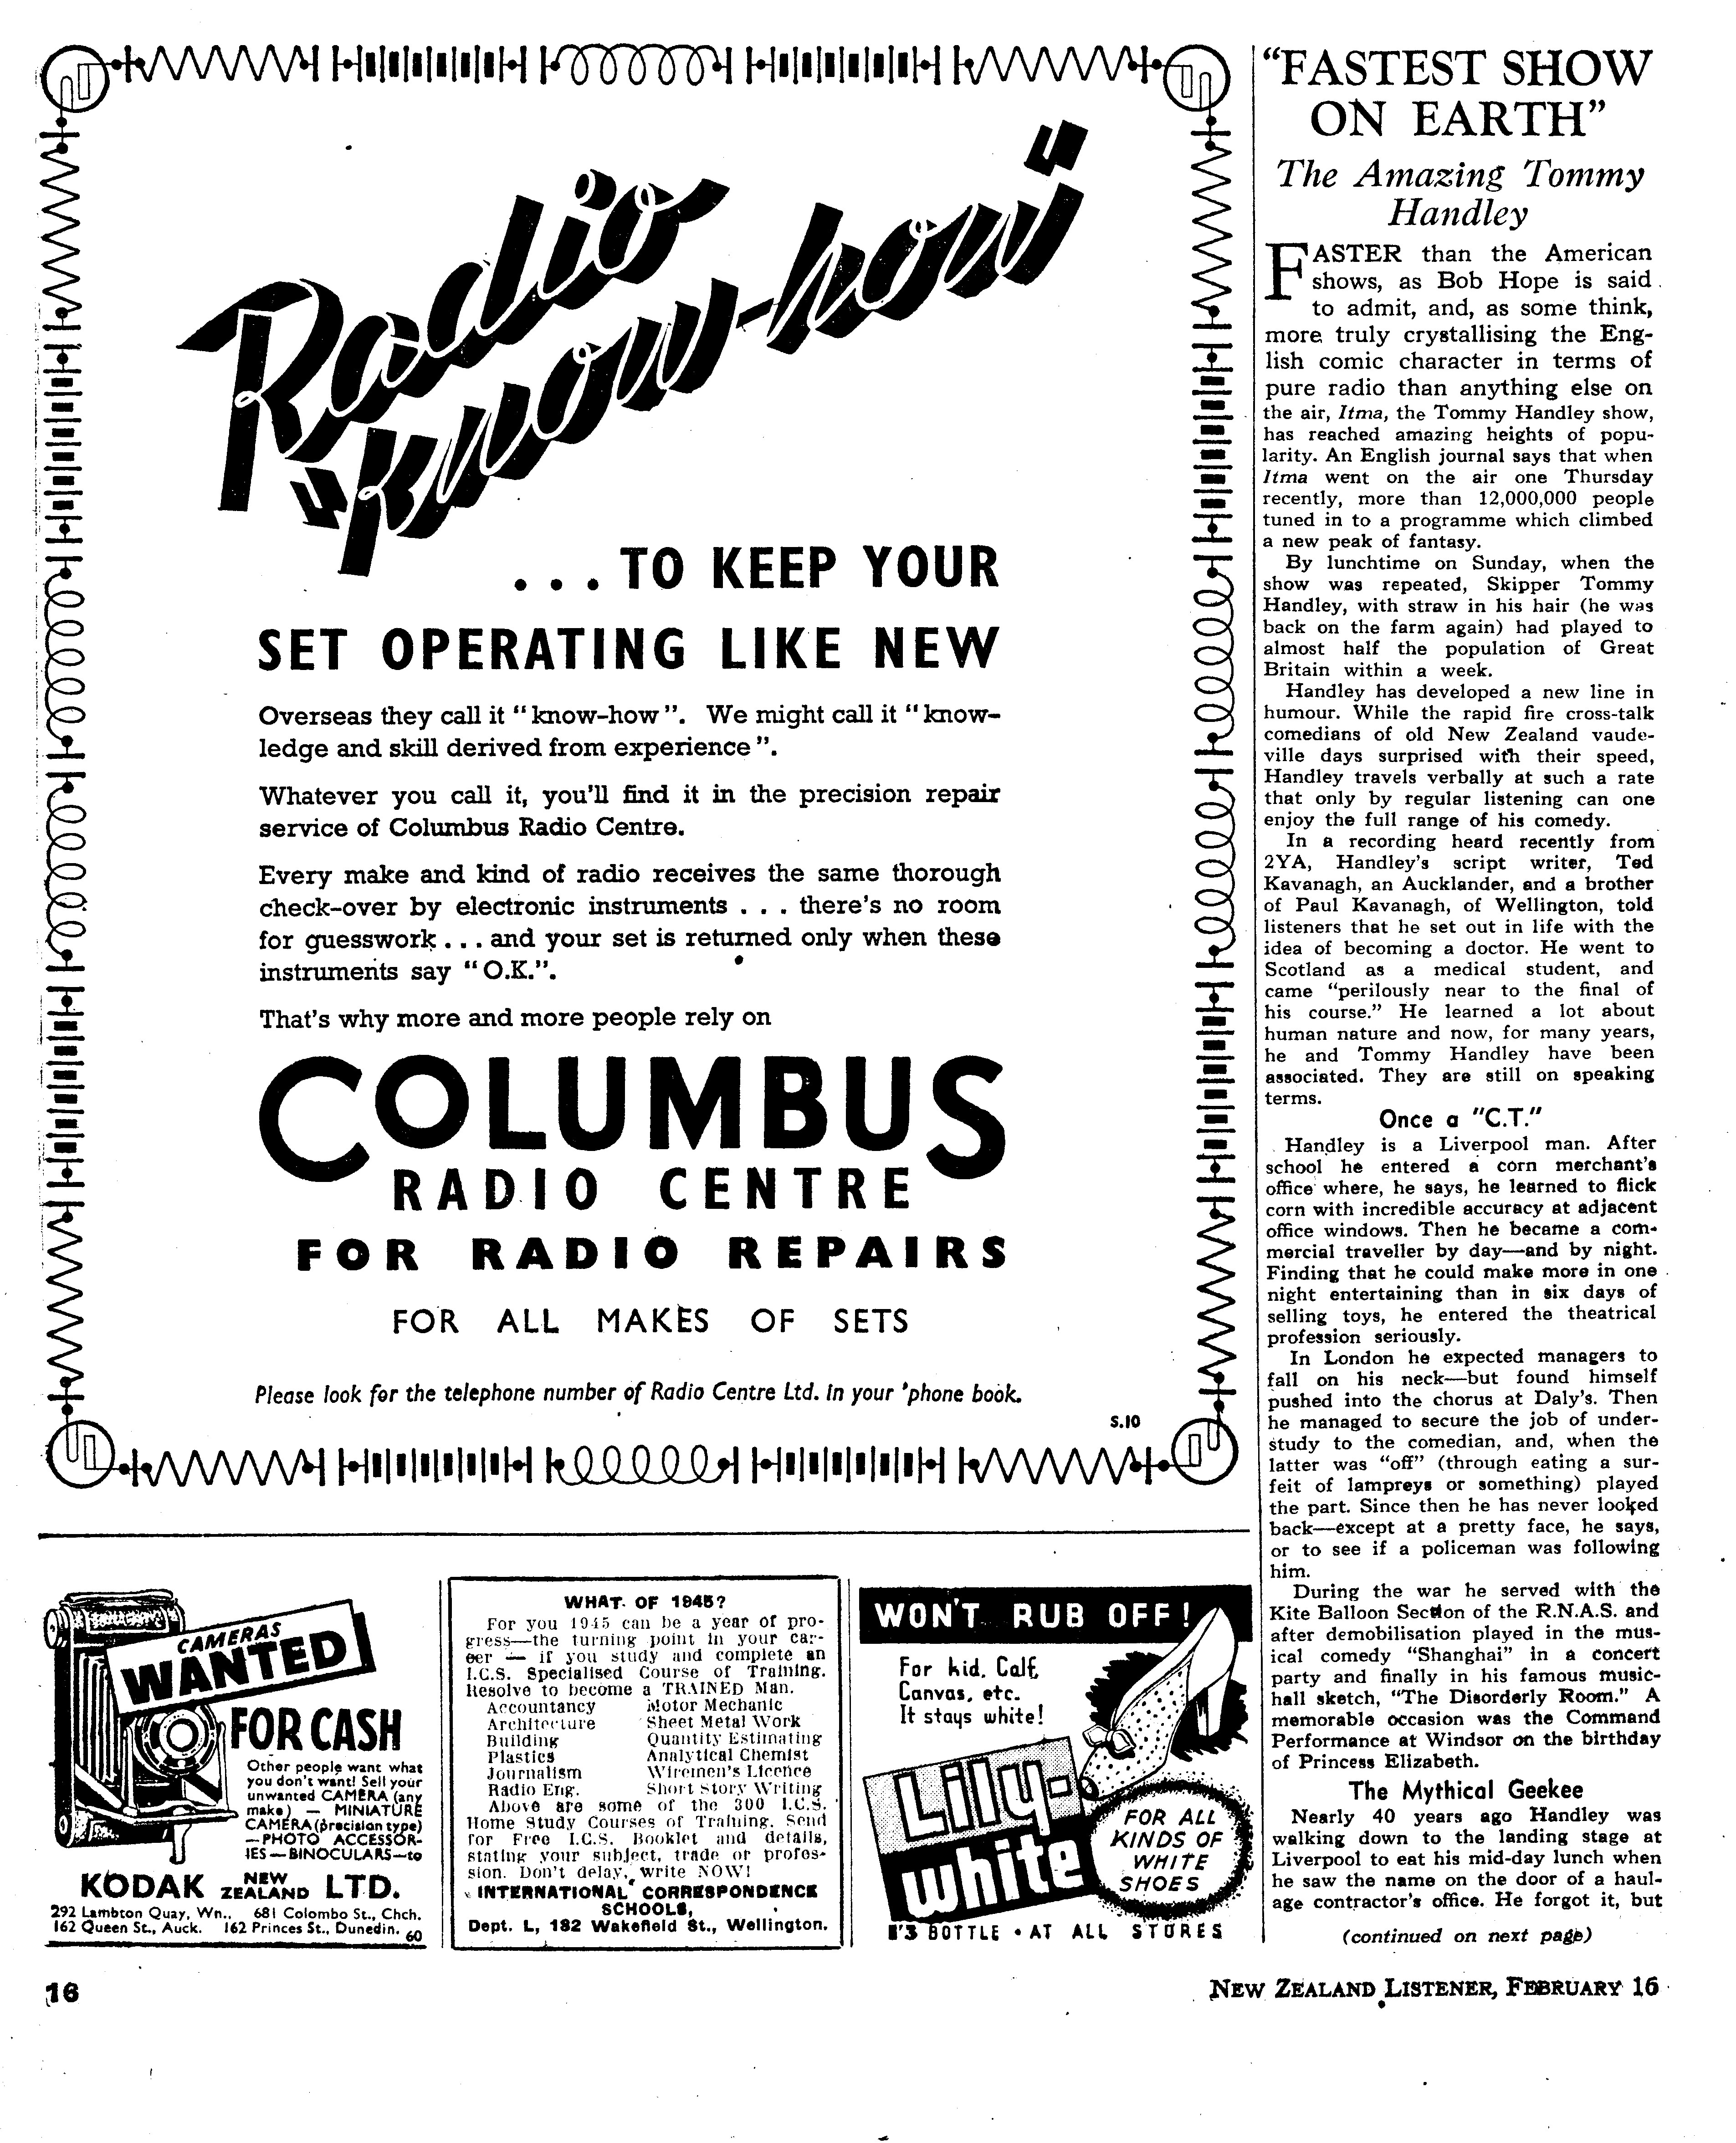 Radio
"Know-how"
. . . TO KEEP YOUR
SET OPERATING LIKE NEW
Overseas they call it "know-how". We might call it "know-
ledge and skill derived from experience".
Whatever you call it, you'll find it in the precision repair
service of Columbus Radio Centre.
Every make and kind of radio receives the same thorough
check-over by electronic instruments . . . there's no room
for guesswork . . . and your set is returned only when these
instruments say "O.K.".
That's why more and more people rely on
COLUMBUS
RADIO CENTRE
FOR RADIO REPAIRS
FOR ALL MAKES OF SETS
Please look for the telephone number of Radio Centre Ltd. in your 'phone book.
S.10
CAMERAS
WANTED
FOR CASH
Other people want what
you don't want! Sell your
unwanted CAMERA (any
make) — MINIATURE
CAMERA (precision type)
—PHOTO ACCESSOR-
IES—BINOCULARS—to
KODAK NEW ZEALAND LTD.
292 Lambton Quay, Wn., 681 Colombo St., Chch.
162 Queen St., Auck. 162 Princes St., Dunedin.
60
WHAT OF 1945?
For you 1945 can be a year of pro-
gress—the turning point in your car-
eer — if you study and complete an
I.C.S. Specialised Course of Training.
Resolve to become a TRAINED Man.
Accountancy Motor Mechanic
Architecture Sheet Metal Work
Building Quantity Estimating
Plastics Analytical Chemist
Journalism Wiremen's Licence
Radio Eng. Short Story Writing
Above are some of the 300 I.C.S.
Home Study Courses of Training. Send
for Free I.C.S. Booklet and details,
stating your subject, trade or profes-
sion. Don't delay, write NOW!
INTERNATIONAL CORRESPONDENCE
SCHOOLS,
Dept. L, 182 Wakefield St., Wellington.
WON'T RUB OFF!
For kid, Calf,
Canvas, etc.
It stays white!
Lily-
white
FOR ALL
KINDS OF
WHITE
SHOES
BOTTLE • AT ALL STORES
"FASTEST SHOW
ON EARTH"
The Amazing Tommy
Handley
FASTER than the American
shows, as Bob Hope is said
to admit, and, as some think,
more truly crystallising the Eng-
lish comic character in terms of
pure radio than anything else on
the air, Itma, the Tommy Handley show,
has reached amazing heights of popu-
larity. An English journal says that when
Itma went on the air one Thursday
recently, more than 12,000,000 people
tuned in to a programme which climbed
a new peak of fantasy.
By lunchtime on Sunday, when the
show was repeated, Skipper Tommy
Handley, with straw in his hair (he was
back on the farm again) had played to
almost half the population of Great
Britain within a week.
Handley has developed a new line in
humour. While the rapid fire cross-talk
comedians of old New Zealand vaude-
ville days surprised with their speed,
Handley travels verbally at such a rate
that only by regular listening can one
enjoy the full range of his comedy.
In a recording heard recently from
2YA, Handley's script writer, Ted
Kavanagh, an Aucklander, and a brother
of Paul Kavanagh, of Wellington, told
listeners that he set out in life with the
idea of becoming a doctor. He went to
Scotland as a medical student, and
came "perilously near to the final of
his course." He learned a lot about
human nature and now, for many years,
he and Tommy Handley have been
associated. They are still on speaking
terms.
Once a "C.T."
Handley is a Liverpool man. After
school he entered a corn merchant's
office where, he says, he learned to flick
corn with incredible accuracy at adjacent
office windows. Then he became a com-
mercial traveller by day—and by night.
Finding that he could make more in one
night entertaining than in six days of
selling toys, he entered the theatrical
profession seriously.
In London he expected managers to
fall on his neck—but found himself
pushed into the chorus at Daly's. Then
he managed to secure the job of under-
study to the comedian, and, when the
latter was "off" (through eating a sur-
feit of lampreys or something) played
the part. Since then he has never looked
back—except at a pretty face, he says,
or to see if a policeman was following
him.
During the war he served with the
Kite Balloon Section of the R.N.A.S. and
after demobilisation played in the mus-
ical comedy "Shanghai" in a concert
party and finally in his famous music-
hall sketch, "The Disorderly Room." A
memorable occasion was the Command
Performance at Windsor on the birthday
of Princess Elizabeth.
The Mythical Geekee
Nearly 40 years ago Handley was
walking down to the landing stage at
Liverpool to eat his mid-day lunch when
he saw the name on the door of a haul-
age contractor's office. He forgot it, but
(continued on next page)
16
NEW ZEALAND LISTENER, FEBRUARY 16